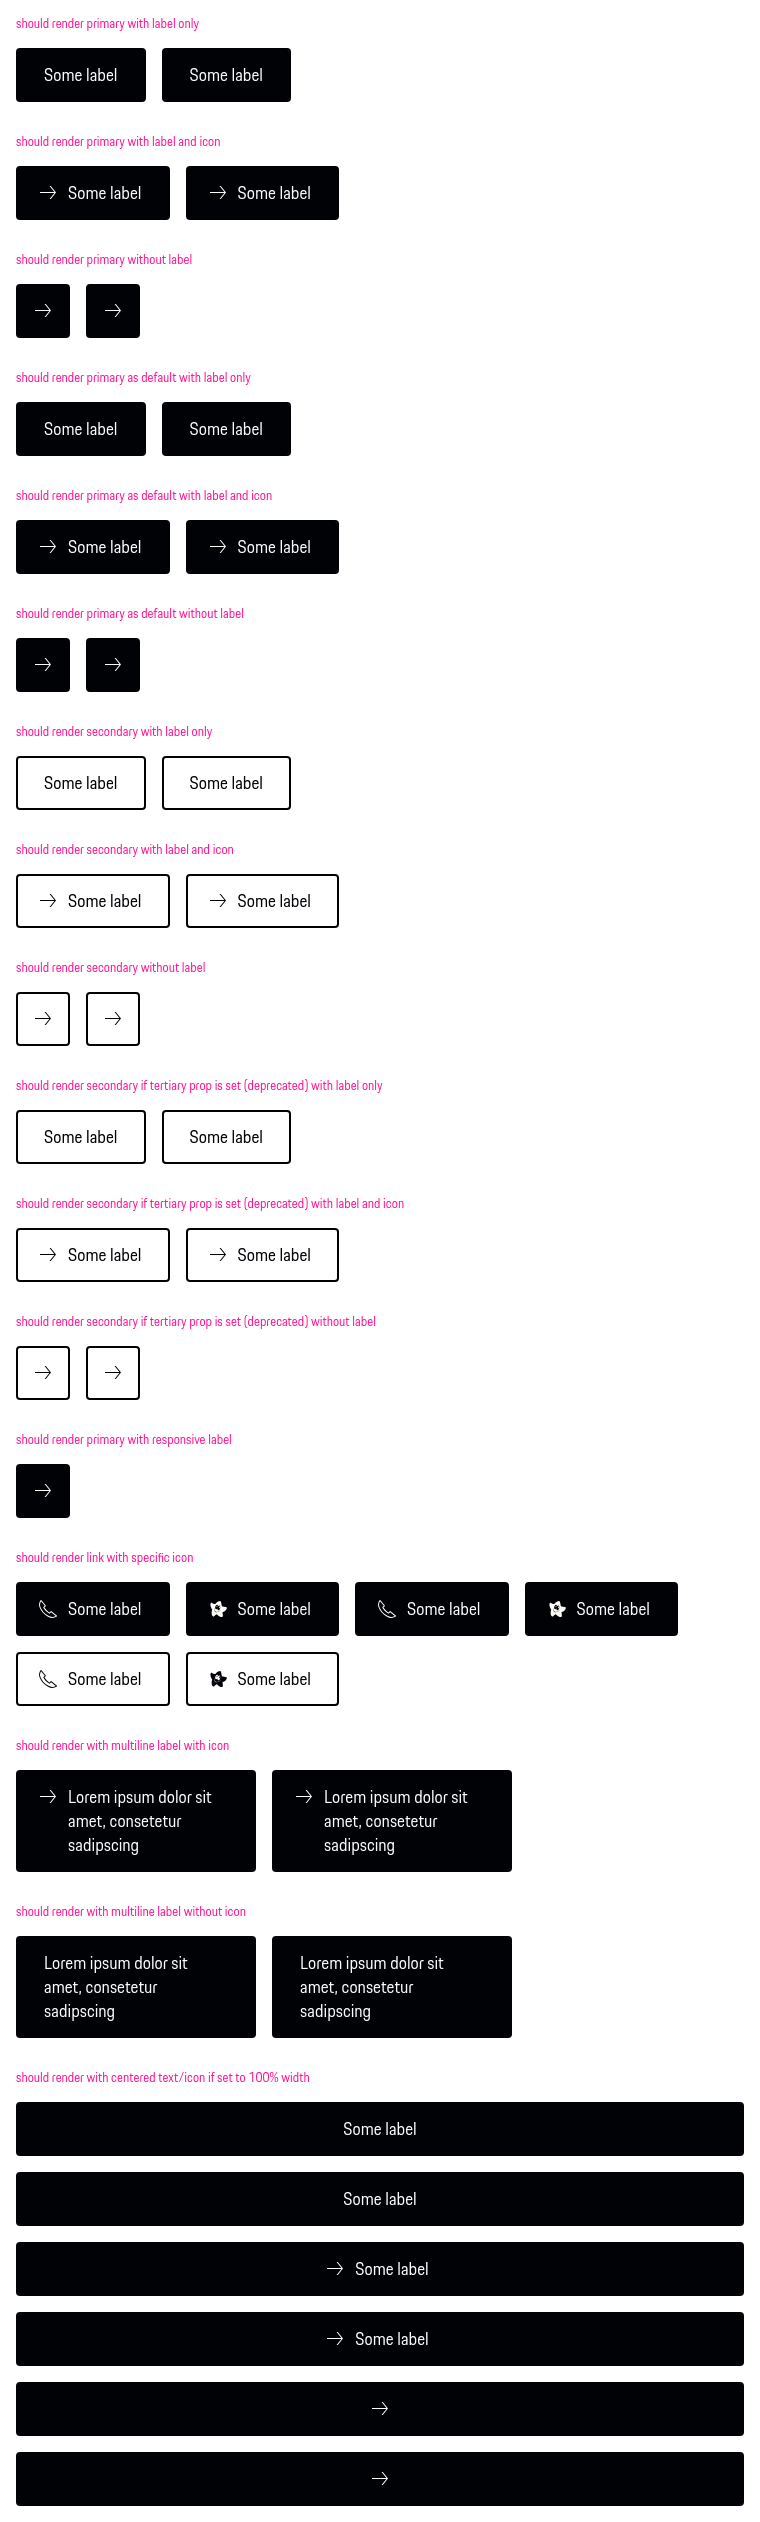 should render primary with label only
Some label Some label
should render primary with label and icon
Some label Some label
should render primary without label
should render primary as default with label only
Some label Some label
should render primary as default with label and icon
Some label Some label
should render primary as default without label
should render secondary with label only
Some label Some label
should render secondary with label and icon
Some label Some label
should render secondary without label
should render secondary if tertiary prop is set (deprecated) with label only
Some label Some label
should render secondary if tertiary prop is set (deprecated) with label and icon
Some label Some label
should render secondary if tertiary prop is set (deprecated) without label
should render primary with responsive label
should render link with specific icon
Some label Some label Some label Some label
Some label Some label
should render with multiline label with icon
Lorem ipsum dolor sit
amet, consetetur
sadipscing
Lorem ipsum dolor sit
amet, consetetur
sadipscing
should render with multiline label without icon
Lorem ipsum dolor sit
amet, consetetur
sadipscing
Lorem ipsum dolor sit
amet, consetetur
sadipscing
should render with centered text/icon if set to 100% width
Some label
Some label
Some label
Some label